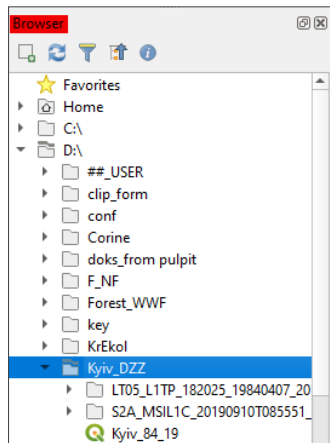 Browser
Favorites
Home
C:\
D:\
##_USER
clip_form
conf
Corine
doks_from pulpit
F_NF
Forest_WWF
key
KrEkol
Kyiv_DZZ
LT05_L1TP_182025_19840407_20
S2A_MSIL1C_20190910T085551_
Kyiv_84_19